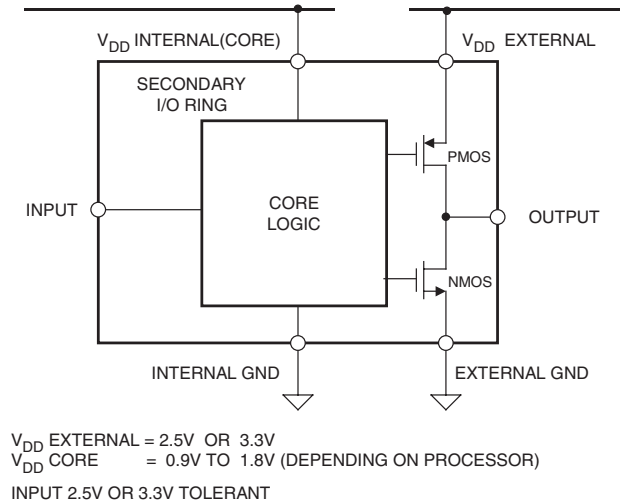 V_DD INTERNAL(CORE)
V_DD EXTERNAL
SECONDARY
I/O RING
PMOS
INPUT
CORE
LOGIC
OUTPUT
NMOS
INTERNAL GND
EXTERNAL GND
V_DD EXTERNAL = 2.5V OR 3.3V
V_DD CORE = 0.9V TO 1.8V (DEPENDING ON PROCESSOR)
INPUT 2.5V OR 3.3V TOLERANT